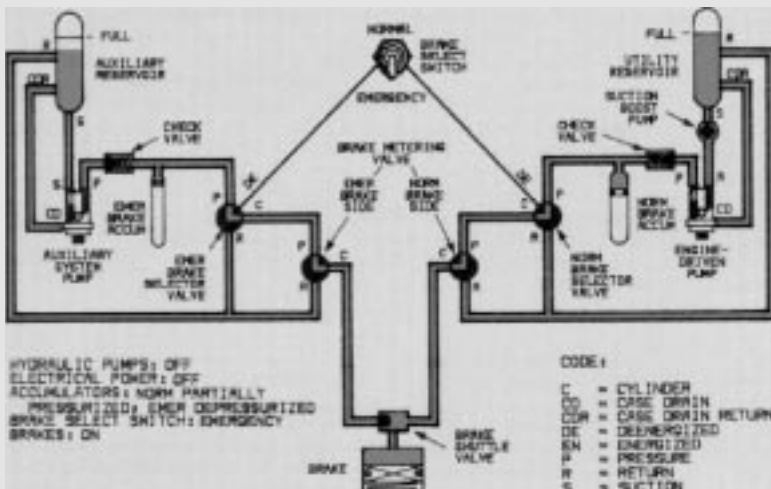 NORMAL
BRAKE
SELECT
SWITCH
EMERGENCY
R
FULL
AUXILIARY
RESERVOIR
CDR
S
CHECK
VALVE
S
P
CD
AUXILIARY
SYSTEM
PUMP
EMER
BRAKE
ACCUM
P
DE
C
R
EMER
BRAKE
SELECTOR
VALVE
BRAKE METERING
VALVE
EMER
BRAKE
SIDE
NORM
BRAKE
SIDE
P
C
R
C
P
R
DE
P
C
R
NORM
BRAKE
SELECTOR
VALVE
FULL
R
UTILITY
RESERVOIR
CDR
S
SUCTION
BOOST
PUMP
CHECK
VALVE
P
CD
NORM
BRAKE
ACCUM
ENGINE-
DRIVEN
PUMP
HYDRAULIC PUMPS: OFF
ELECTRICAL POWER: OFF
ACCUMULATORS: NORM PARTIALLY
PRESSURIZED; EMER DEPRESSURIZED
BRAKE SELECT SWITCH: EMERGENCY
BRAKES: ON
BRAKE
SHUTTLE
VALVE
BRAKE
CODE:
C = CYLINDER
CD = CASE DRAIN
CDR = CASE DRAIN RETURN
DE = DEENERGIZED
EN = ENERGIZED
P = PRESSURE
R = RETURN
S = SUCTION